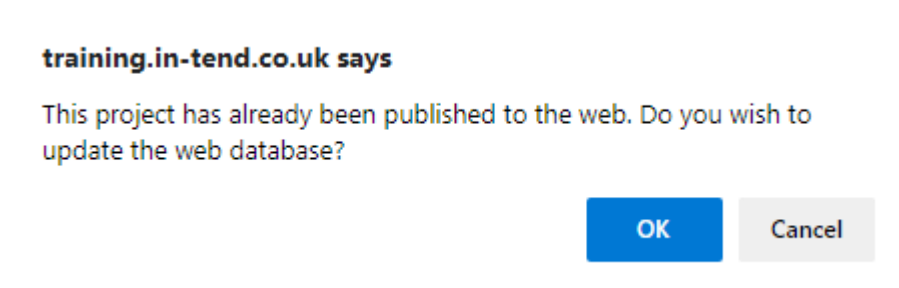 training.in-tend.co.uk says
This project has already been published to the web. Do you wish to
update the web database?
OK
Cancel